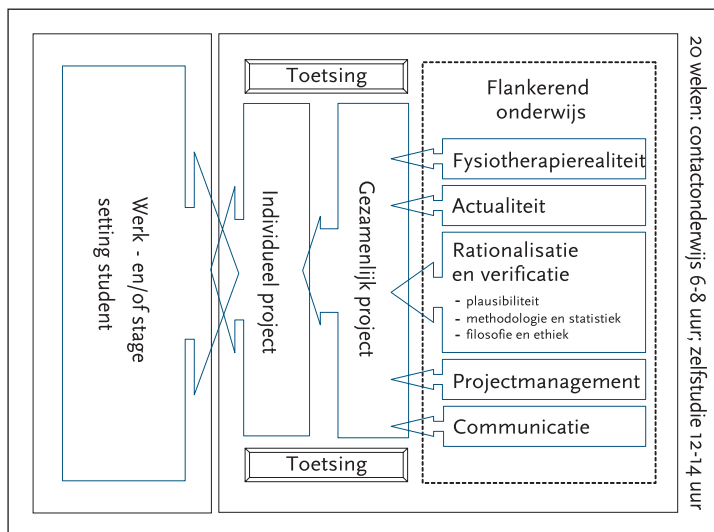 Werk - en/of stage
setting student
Toetsing
Individueel project
Gezamenlijk project
Toetsing
Flankerend
onderwijs
Fysiotherapierealiteit
Actualiteit
Rationalisatie
en verificatie
- plausibiliteit
- methodologie en statistiek
- filosofie en ethiek
Projectmanagement
Communicatie
20 weken: contactonderwijs 6-8 uur; zelfstudie 12-14 uur